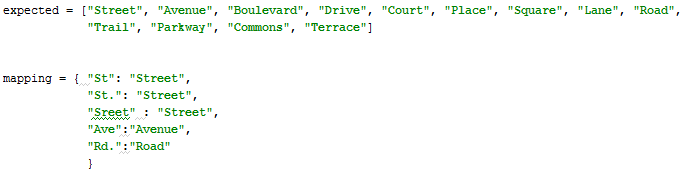 expected = ["Street", "Avenue", "Boulevard", "Drive", "Court", "Place", "Square", "Lane", "Road",
"Trail", "Parkway", "Commons", "Terrace"]
mapping = { "St": "Street",
"St.": "Street",
"Sreet" : "Street",
"Ave":"Avenue",
"Rd.":"Road"
}